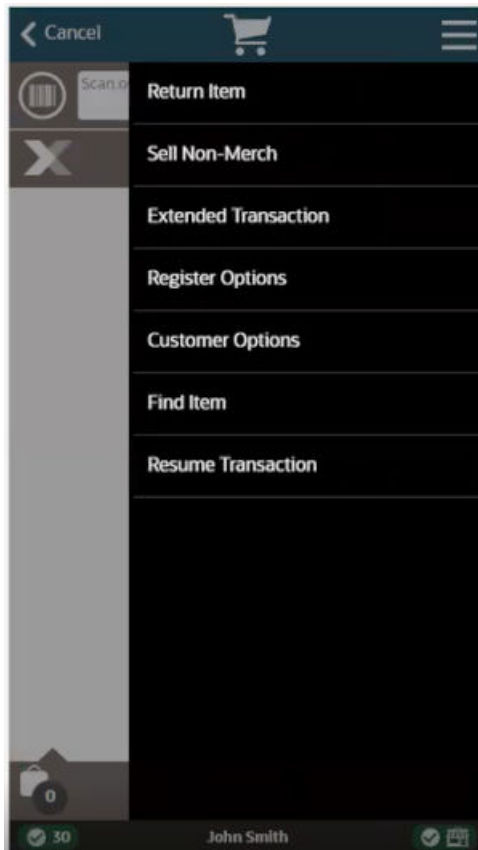 Cancel
Scan o
Return Item
Sell Non-Merch
Extended Transaction
Register Options
Customer Options
Find Item
Resume Transaction
0
30 John Smith